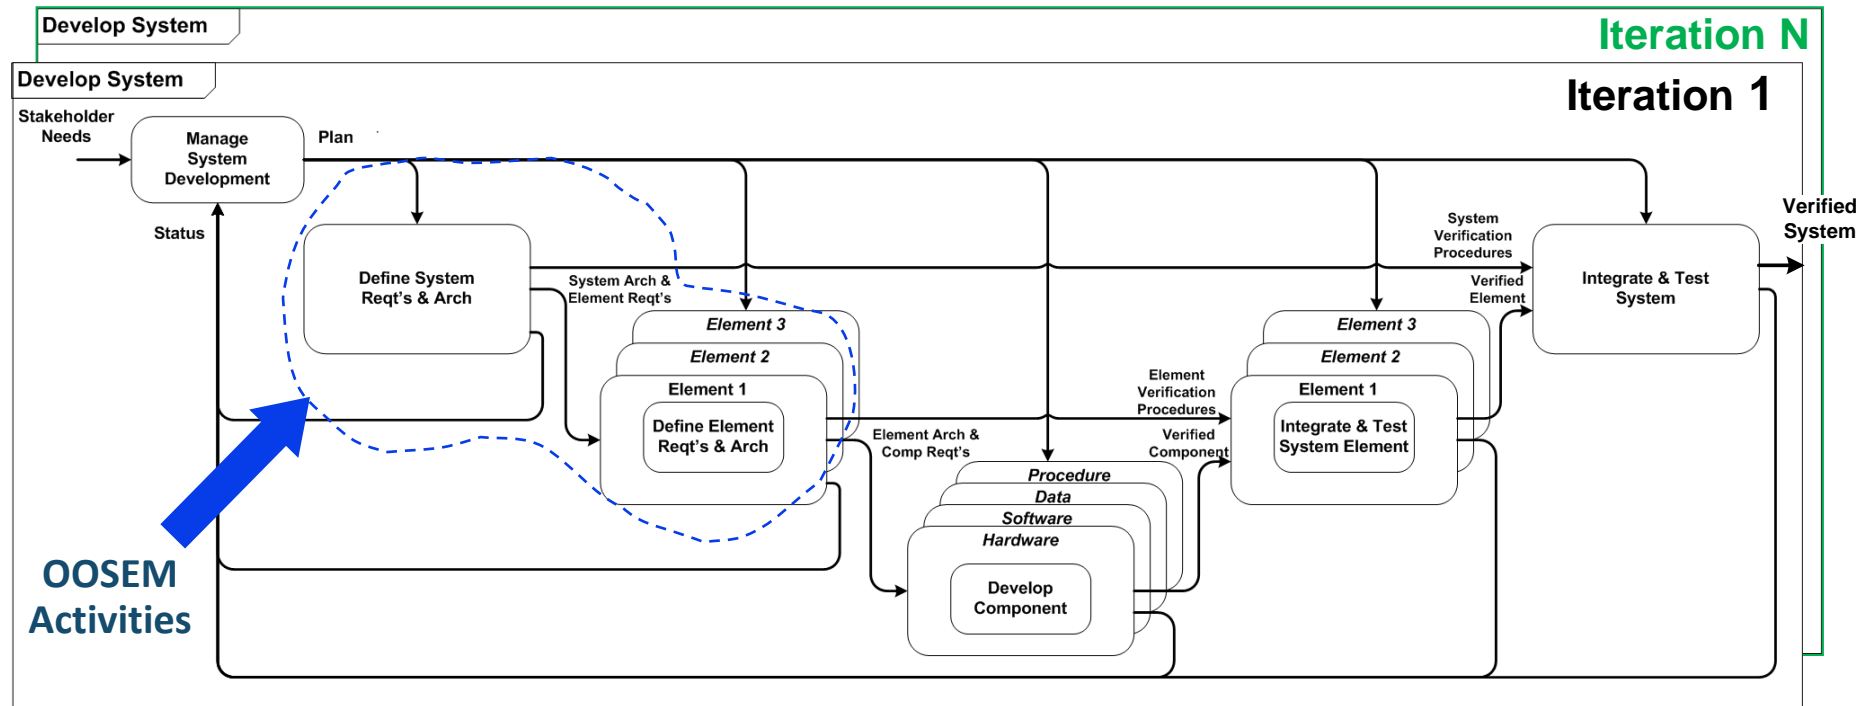 Develop System
Iteration N
Develop System
Iteration 1
Stakeholder
Needs
Manage
System
Development
Plan
Status
Define System
Reqt's & Arch
System Arch &
Element Reqt's
Element 3
Element 2
Element 1
Define Element
Reqt's & Arch
Element Arch &
Comp Reqt's
Procedure
Data
Software
Hardware
Develop
Component
Element
Verification
Procedures
Verified
Component
Element 3
Element 2
Element 1
Integrate & Test
System Element
System
Verification
Procedures
Verified
Element
Integrate & Test
System
Verified
System
OOSEM
Activities